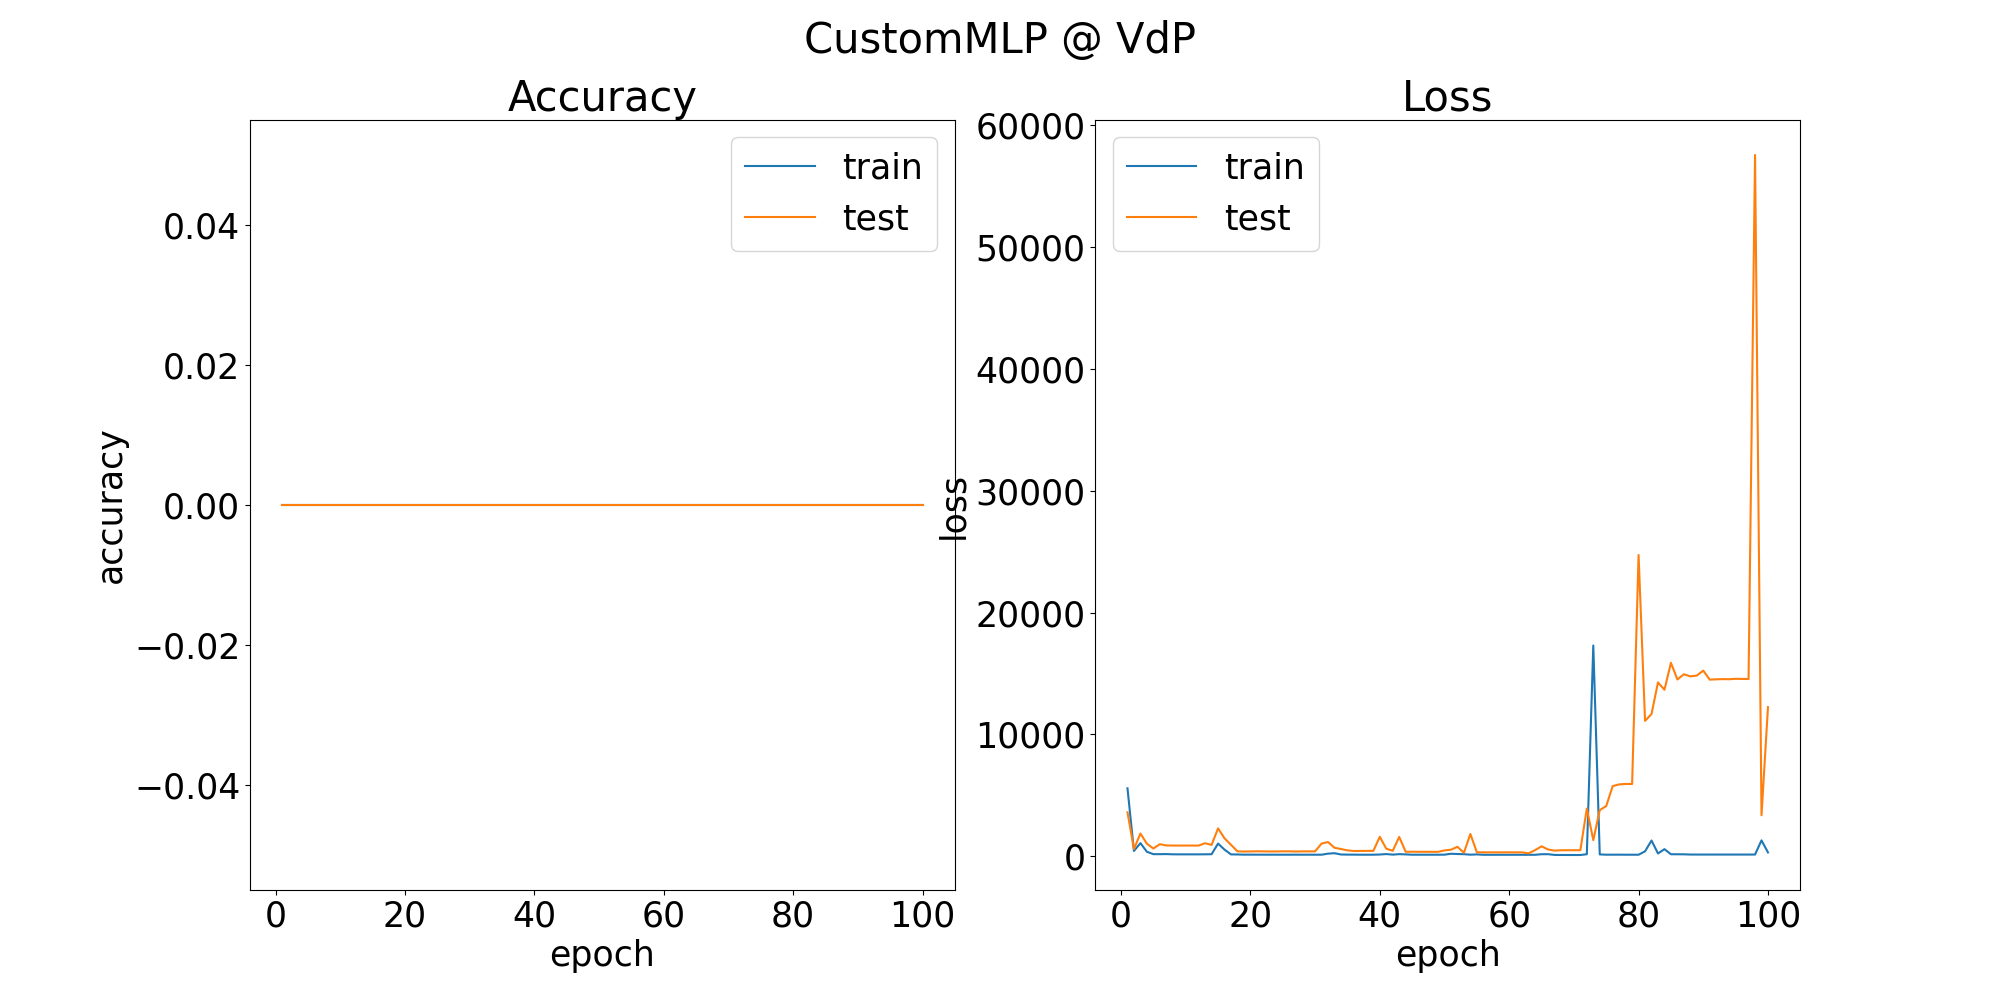 CustomMLP @ VdP
Accuracy
train
test
0.04
0.02
0.00
−0.02
−0.04
accuracy
0 20 40 60 80 100
epoch
Loss
train
test
60000
50000
40000
30000
20000
10000
0
loss
0 20 40 60 80 100
epoch